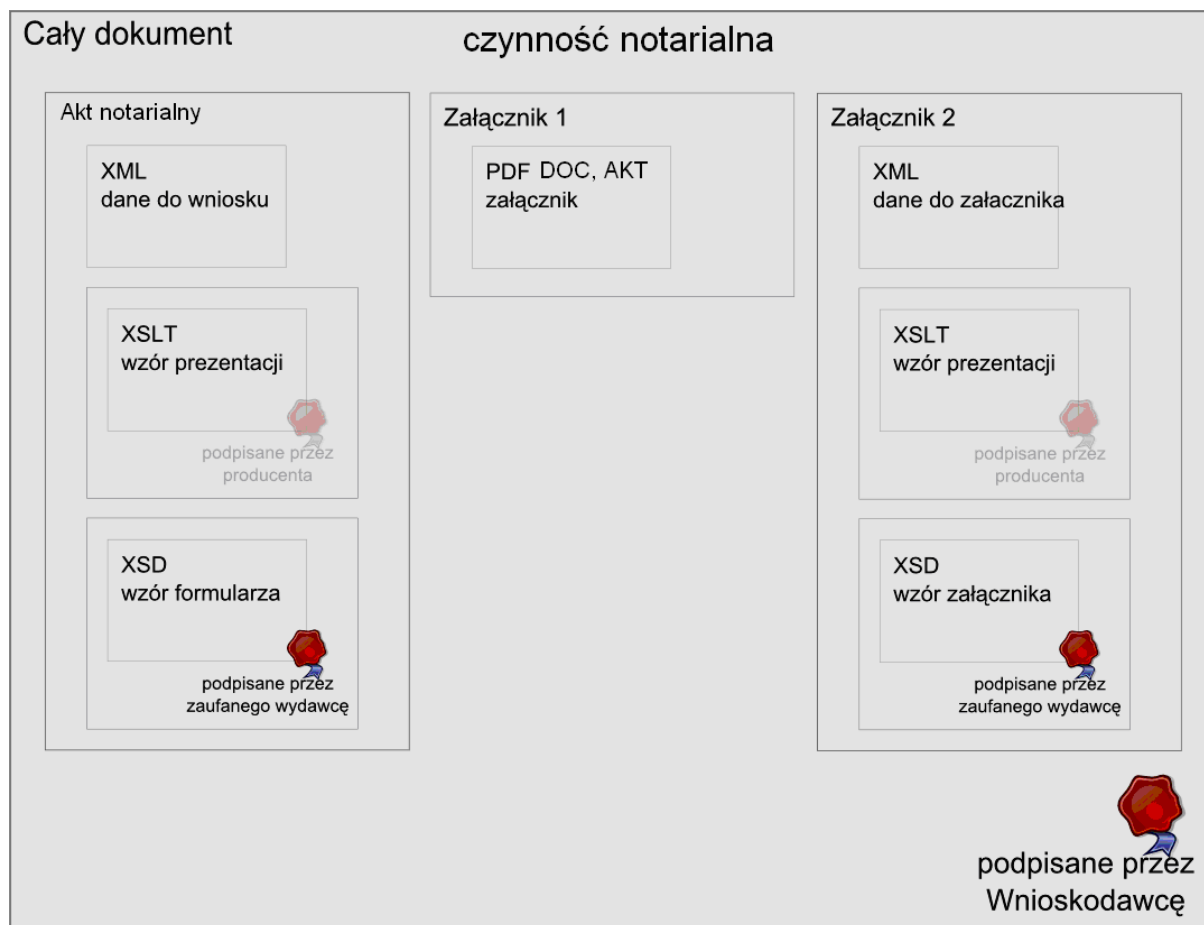 Cały dokument
czynność notarialna
Akt notarialny
XML
dane do wniosku
XSLT
wzór prezentacji
podpisane przez
producenta
XSD
wzór formularza
podpisane przez
zaufanego wydawcę
Załącznik 1
PDF DOC, AKT
załącznik
Załącznik 2
XML
dane do załacznika
XSLT
wzór prezentacji
podpisane przez
producenta
XSD
wzór załącznika
podpisane przez
zaufanego wydawcę
podpisane przez
Wnioskodawcę